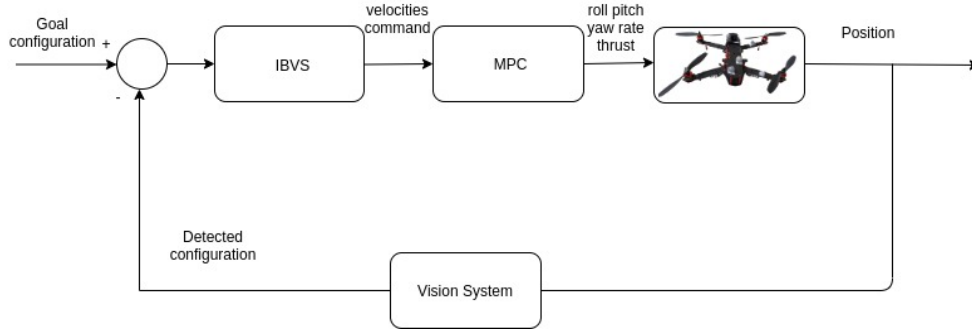 Goal
configuration
+
-
IBVS
velocities
command
MPC
roll pitch
yaw rate
thrust
Position
Detected
configuration
Vision System